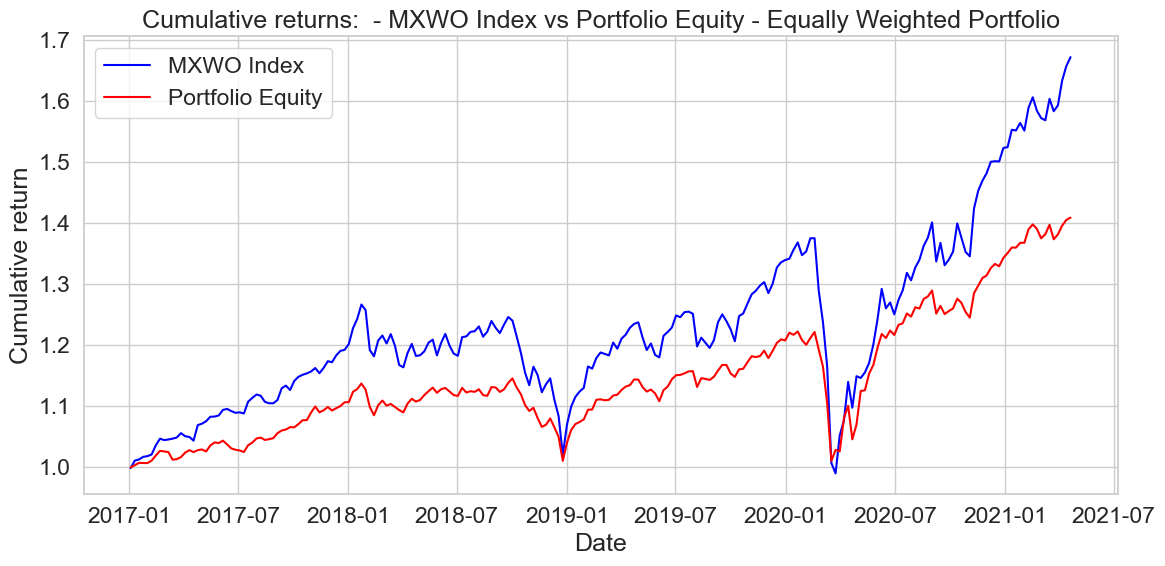 Cumulative returns:  - MXWO Index vs Portfolio Equity - Equally Weighted Portfolio
MXWO Index
Portfolio Equity
Cumulative return
1.7
1.6
1.5
1.4
1.3
1.2
1.1
1.0
2017-01 2017-07 2018-01 2018-07 2019-01 2019-07 2020-01 2020-07 2021-01 2021-07
Date